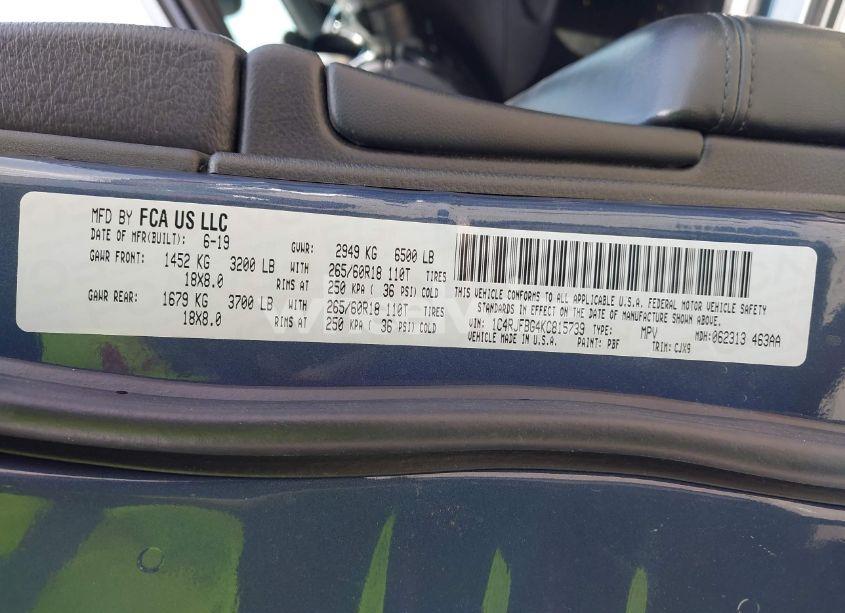 MFD BY FCA US LLC
DATE OF MFR(BUILT): 6-19 GVWR: 2949 KG 6500 LB
GAWR FRONT: 1452 KG 3200 LB WITH 265/60R18 110T TIRES
18X8.0 RIMS AT 250 KPA ( 36 PSI) COLD
GAWR REAR: 1679 KG 3700 LB WITH 265/60R18 110T TIRES
18X8.0 RIMS AT 250 KPA ( 36 PSI) COLD
THIS VEHICLE CONFORMS TO ALL APPLICABLE U.S.A. FEDERAL MOTOR VEHICLE SAFETY
STANDARDS IN EFFECT ON THE DATE OF MANUFACTURE SHOWN ABOVE.
VIN: 1C4RJFBG4KC815739 TYPE: MPV MDH: 062313 463AA
VEHICLE MADE IN U.S.A. PAINT: PBF TRIM: CJX9